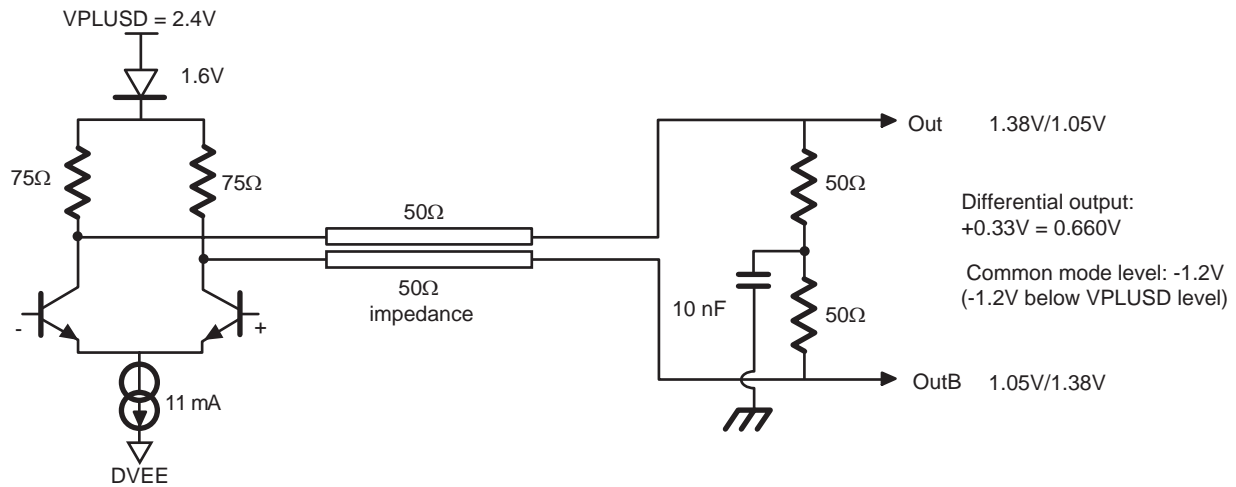 VPLUSD = 2.4V
1.6V
75Ω
75Ω
50Ω
50Ω
impedance
11 mA
DVEE
Out 1.38V/1.05V
50Ω
10 nF
50Ω
OutB 1.05V/1.38V
Differential output:
+0.33V = 0.660V
Common mode level: -1.2V
(-1.2V below VPLUSD level)
-
+